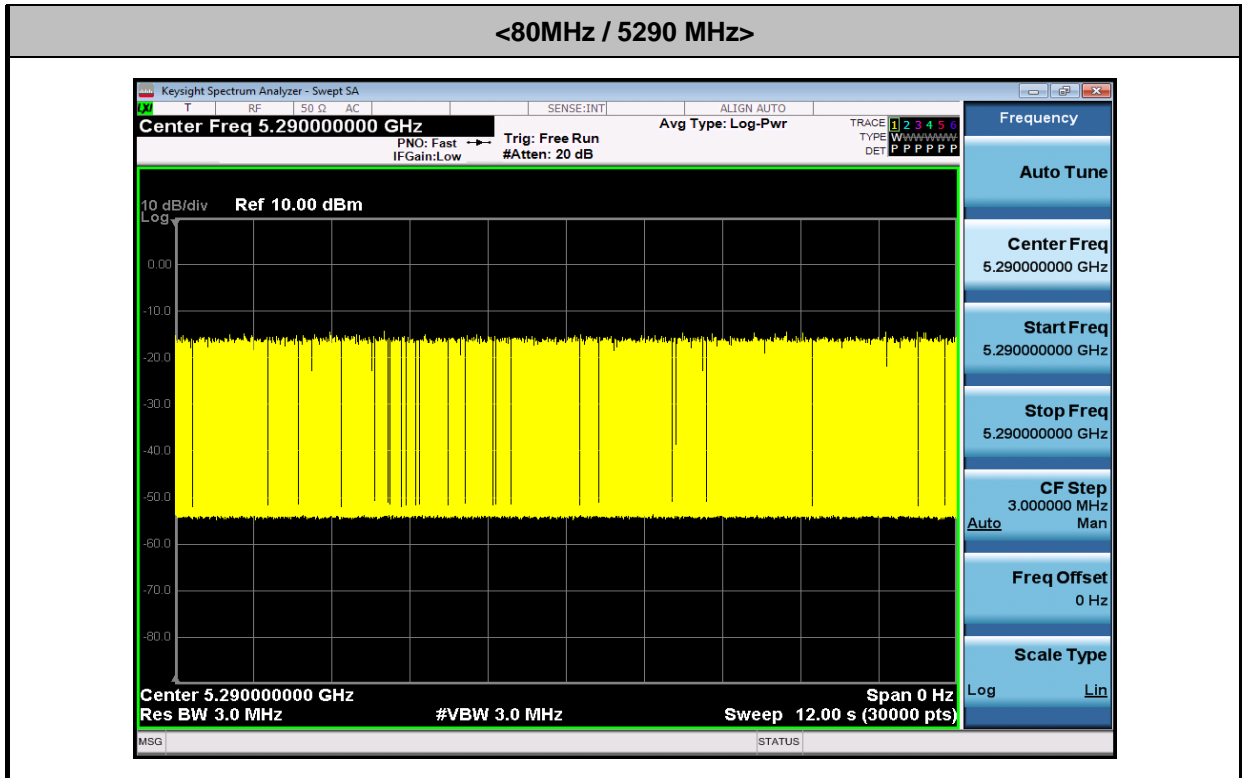 <80MHz / 5290 MHz>
Keysight Spectrum Analyzer - Swept SA
LXI T RF 50 Ω AC SENSE:INT ALIGN AUTO
Center Freq 5.290000000 GHz
PNO: Fast
IFGain:Low
Trig: Free Run
#Atten: 20 dB
Avg Type: Log-Pwr
TRACE 1 2 3 4 5 6
TYPE WWWWWW
DET P P P P P P
10 dB/div Ref 10.00 dBm
Log
0.00
-10.0
-20.0
-30.0
-40.0
-50.0
-60.0
-70.0
-80.0
Center 5.290000000 GHz Span 0 Hz
Res BW 3.0 MHz #VBW 3.0 MHz Sweep 12.00 s (30000 pts)
MSG STATUS
Frequency
Auto Tune
Center Freq
5.290000000 GHz
Start Freq
5.290000000 GHz
Stop Freq
5.290000000 GHz
CF Step
3.000000 MHz
Auto Man
Freq Offset
0 Hz
Scale Type
Log Lin